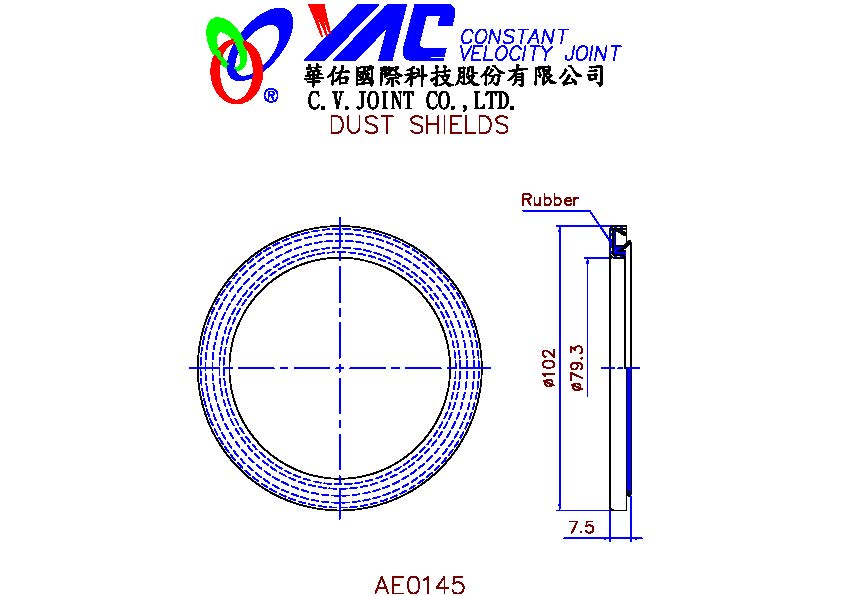 YAC CONSTANT
VELOCITY JOINT
®
華佑國際科技股份有限公司
C.V.JOINT CO.,LTD.
DUST SHIELDS
Rubber
ø102
ø79.3
7.5
AE0145